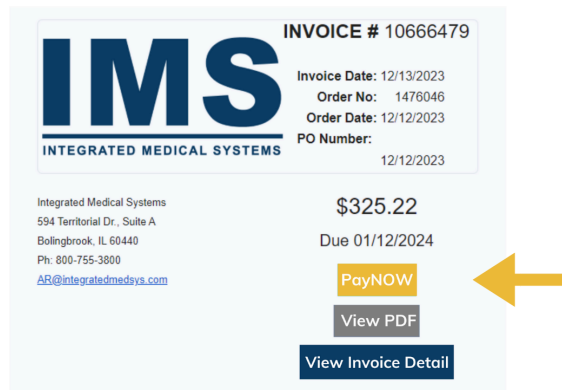 IMS
INTEGRATED MEDICAL SYSTEMS
INVOICE # 10666479
Invoice Date: 12/13/2023
Order No: 1476046
Order Date: 12/12/2023
PO Number:
12/12/2023
Integrated Medical Systems
594 Territorial Dr., Suite A
Bolingbrook, IL 60440
Ph: 800-755-3800
AR@integratedmedsys.com
$325.22
Due 01/12/2024
PayNOW
View PDF
View Invoice Detail